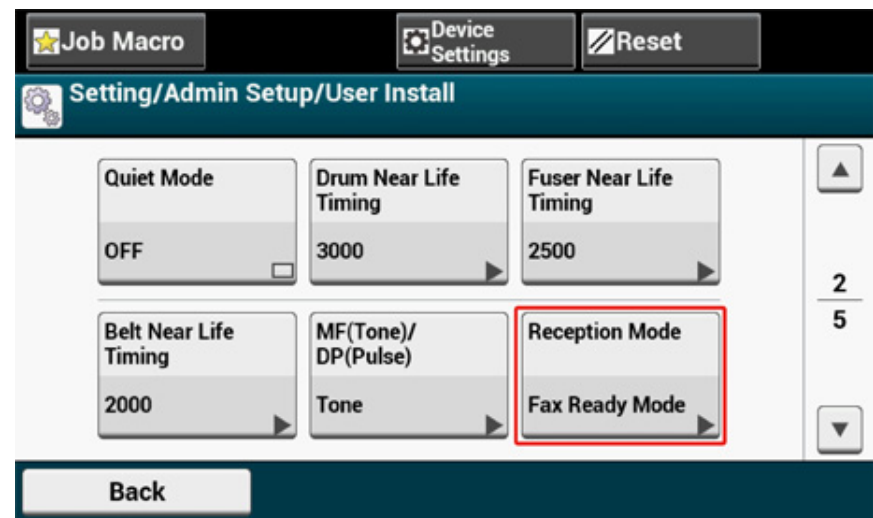 Job Macro
Device
Settings
Reset
Setting/Admin Setup/User Install
Quiet Mode
OFF
Drum Near Life
Timing
3000
Fuser Near Life
Timing
2500
Belt Near Life
Timing
2000
MF(Tone)/
DP(Pulse)
Tone
Reception Mode
Fax Ready Mode
2
5
Back